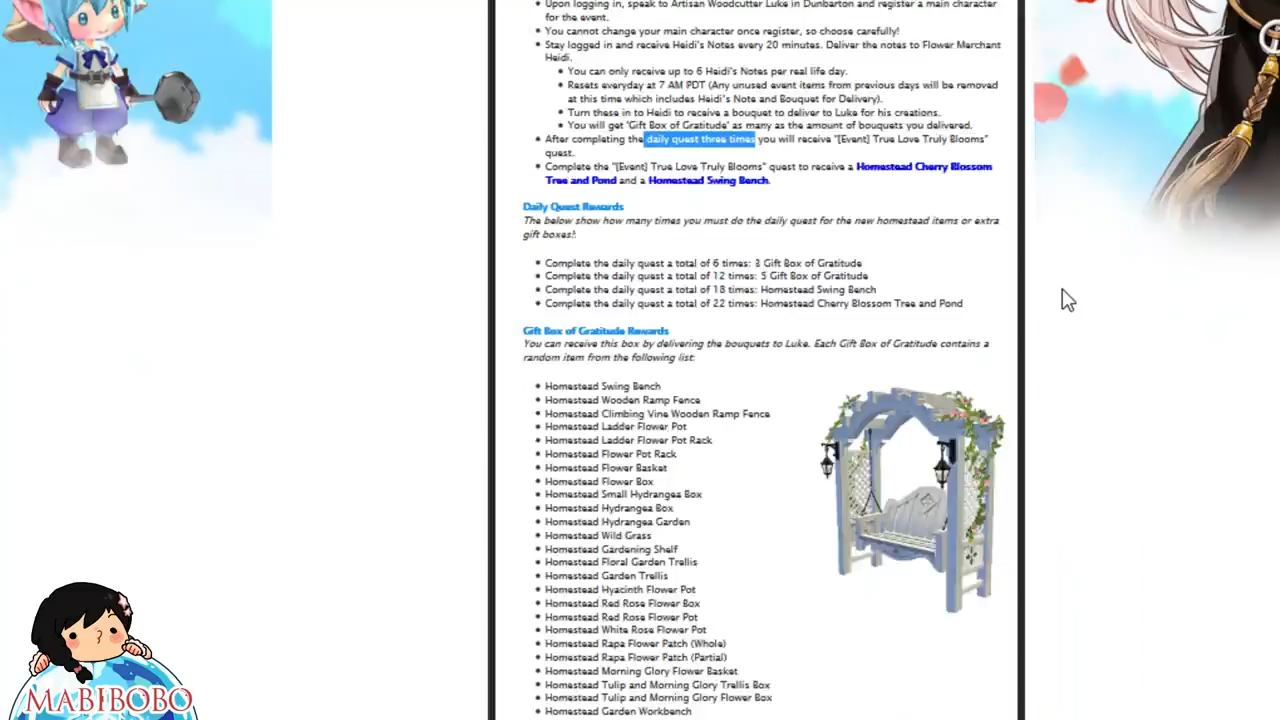 Upon logging in, speak to Artisan Woodcutter Luke in Dunbarton and register a main character
for the event.
You cannot change your main character once register, so choose carefully!
Stay logged in and receive Heidi's Notes every 20 minutes. Deliver the notes to Flower Merchant
Heidi.
You can only receive up to 6 Heidi's Notes per real life day.
Resets everyday at 7 AM PDT (Any unused event items from previous days will be removed
at this time which includes Heidi's Note and Bouquet for Delivery).
Turn these in to Heidi to receive a bouquet to deliver to Luke for his creations.
You will get 'Gift Box of Gratitude' as many as the amount of bouquets you delivered.
After completing the daily quest three times you will receive "[Event] True Love Truly Blooms"
quest.
Complete the "[Event] True Love Truly Blooms" quest to receive a Homestead Cherry Blossom
Tree and Pond and a Homestead Swing Bench.
Daily Quest Rewards
The below show how many times you must do the daily quest for the new homestead items or extra
gift boxes!:
Complete the daily quest a total of 6 times: 3 Gift Box of Gratitude
Complete the daily quest a total of 12 times: 5 Gift Box of Gratitude
Complete the daily quest a total of 18 times: Homestead Swing Bench
Complete the daily quest a total of 22 times: Homestead Cherry Blossom Tree and Pond
Gift Box of Gratitude Rewards
You can receive this box by delivering the bouquets to Luke. Each Gift Box of Gratitude contains a
random item from the following list:
Homestead Swing Bench
Homestead Wooden Ramp Fence
Homestead Climbing Vine Wooden Ramp Fence
Homestead Ladder Flower Pot
Homestead Ladder Flower Pot Rack
Homestead Flower Pot Rack
Homestead Flower Basket
Homestead Flower Box
Homestead Small Hydrangea Box
Homestead Hydrangea Box
Homestead Hydrangea Garden
Homestead Wild Grass
Homestead Gardening Shelf
Homestead Floral Garden Trellis
Homestead Garden Trellis
Homestead Hyacinth Flower Pot
Homestead Red Rose Flower Box
Homestead Red Rose Flower Pot
Homestead White Rose Flower Pot
Homestead Rapa Flower Patch (Whole)
Homestead Rapa Flower Patch (Partial)
Homestead Morning Glory Flower Basket
Homestead Tulip and Morning Glory Trellis Box
Homestead Tulip and Morning Glory Flower Box
Homestead Garden Workbench
MABIBOBO